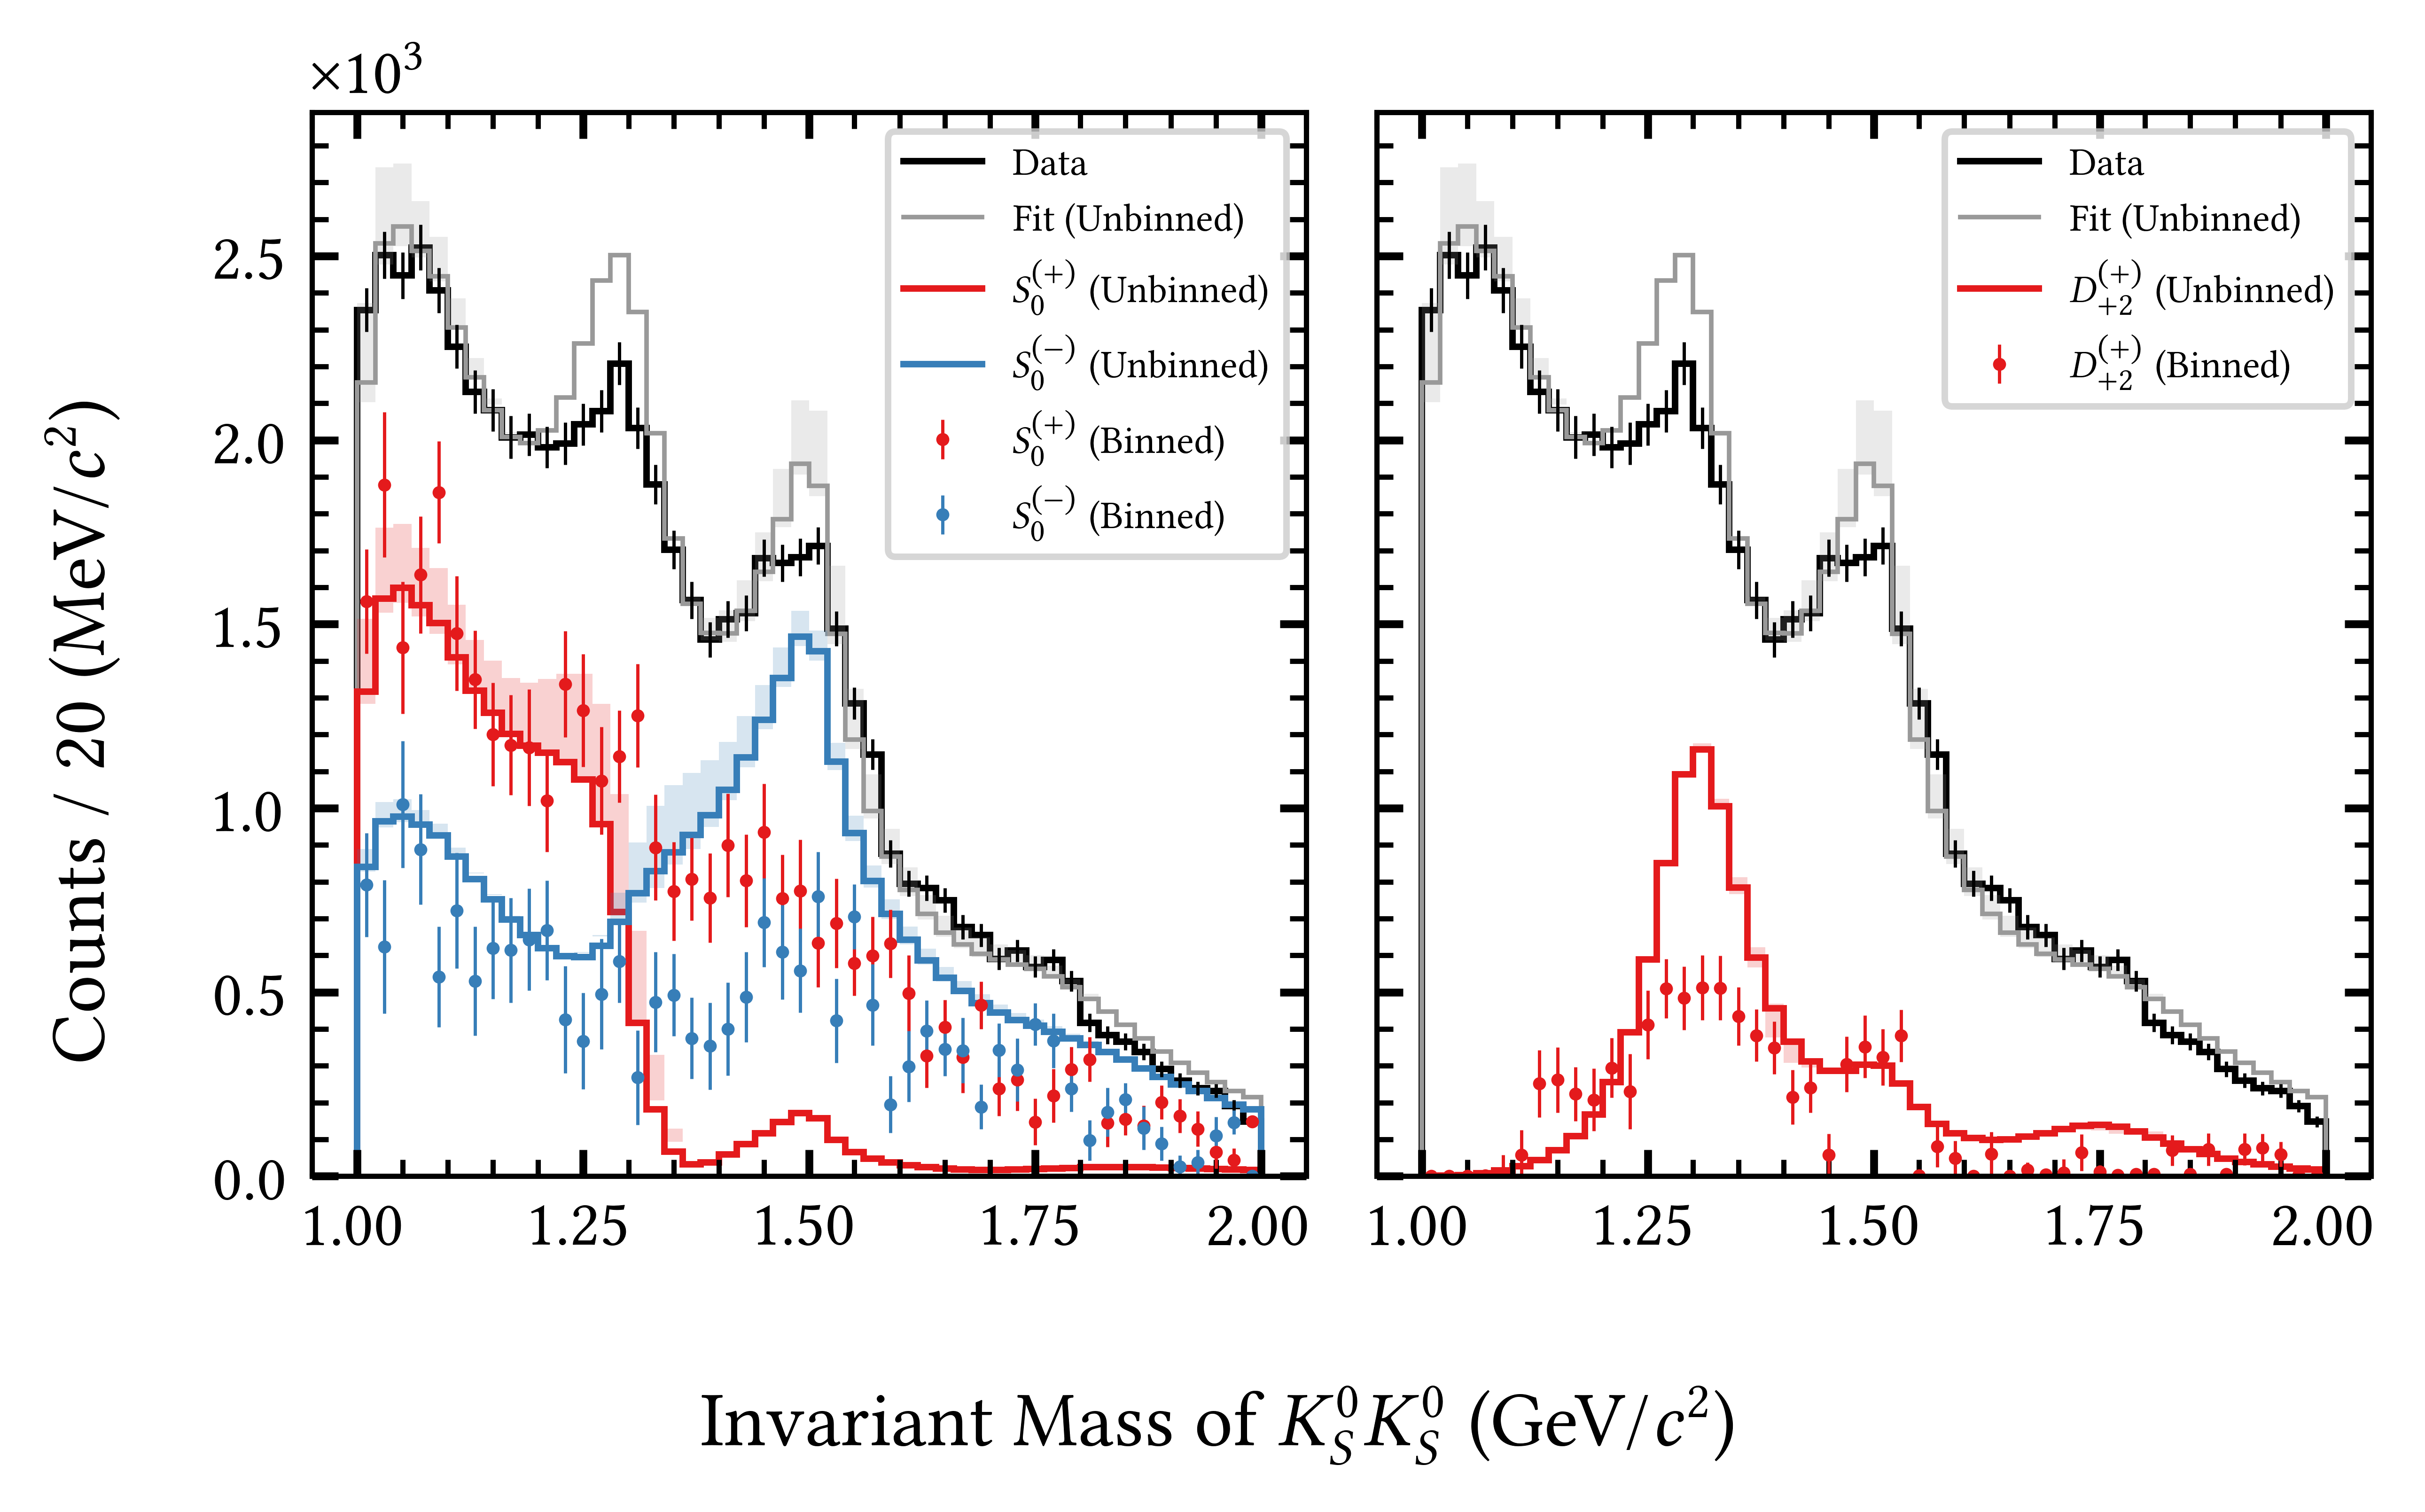 ×10³
Counts / 20 (MeV/c²)
2.5
2.0
1.5
1.0
0.5
0.0
Data
Fit (Unbinned)
S₀⁽⁺⁾ (Unbinned)
S₀⁽⁻⁾ (Unbinned)
S₀⁽⁺⁾ (Binned)
S₀⁽⁻⁾ (Binned)
1.00 1.25 1.50 1.75 2.00
Data
Fit (Unbinned)
D₊₂⁽⁺⁾ (Unbinned)
D₊₂⁽⁺⁾ (Binned)
1.00 1.25 1.50 1.75 2.00
Invariant Mass of K_S⁰K_S⁰ (GeV/c²)